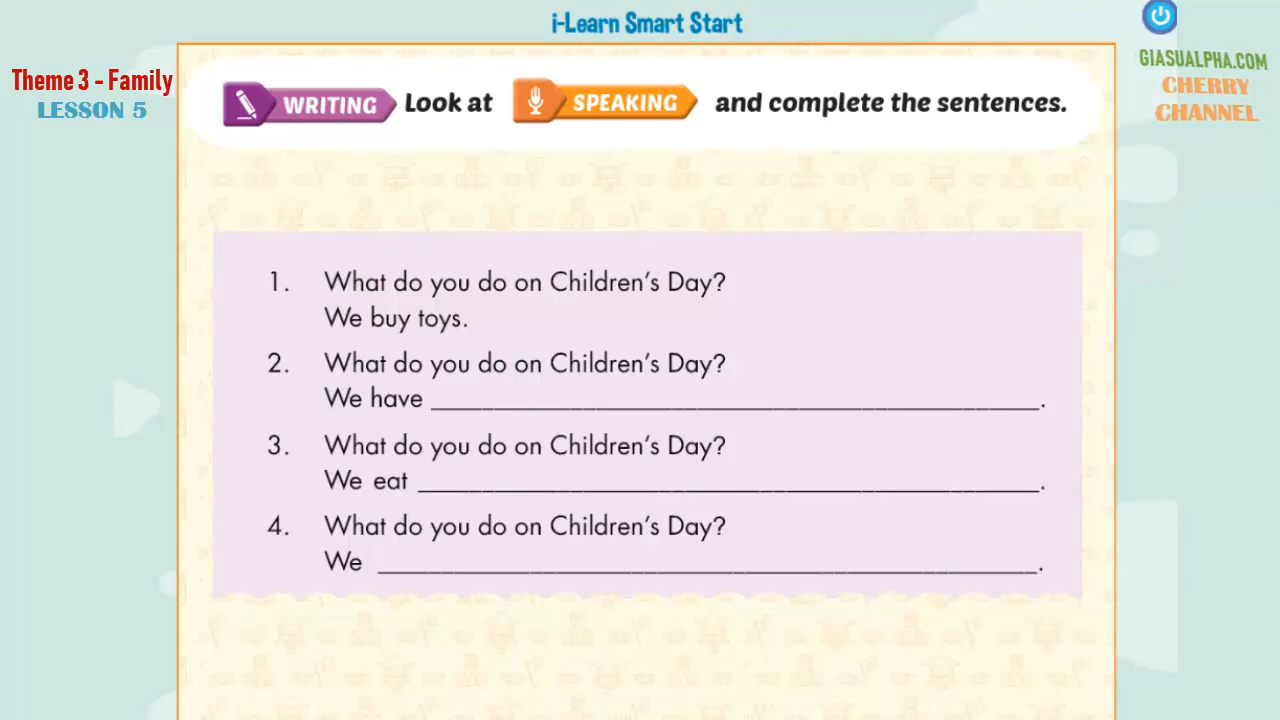 i-Learn Smart Start
Theme 3 - Family
LESSON 5
GIASUALPHA.COM
CHERRY
CHANNEL
WRITING Look at SPEAKING and complete the sentences.
1. What do you do on Children's Day?
We buy toys.
2. What do you do on Children's Day?
We have ____________________.
3. What do you do on Children's Day?
We eat ____________________.
4. What do you do on Children's Day?
We ____________________.